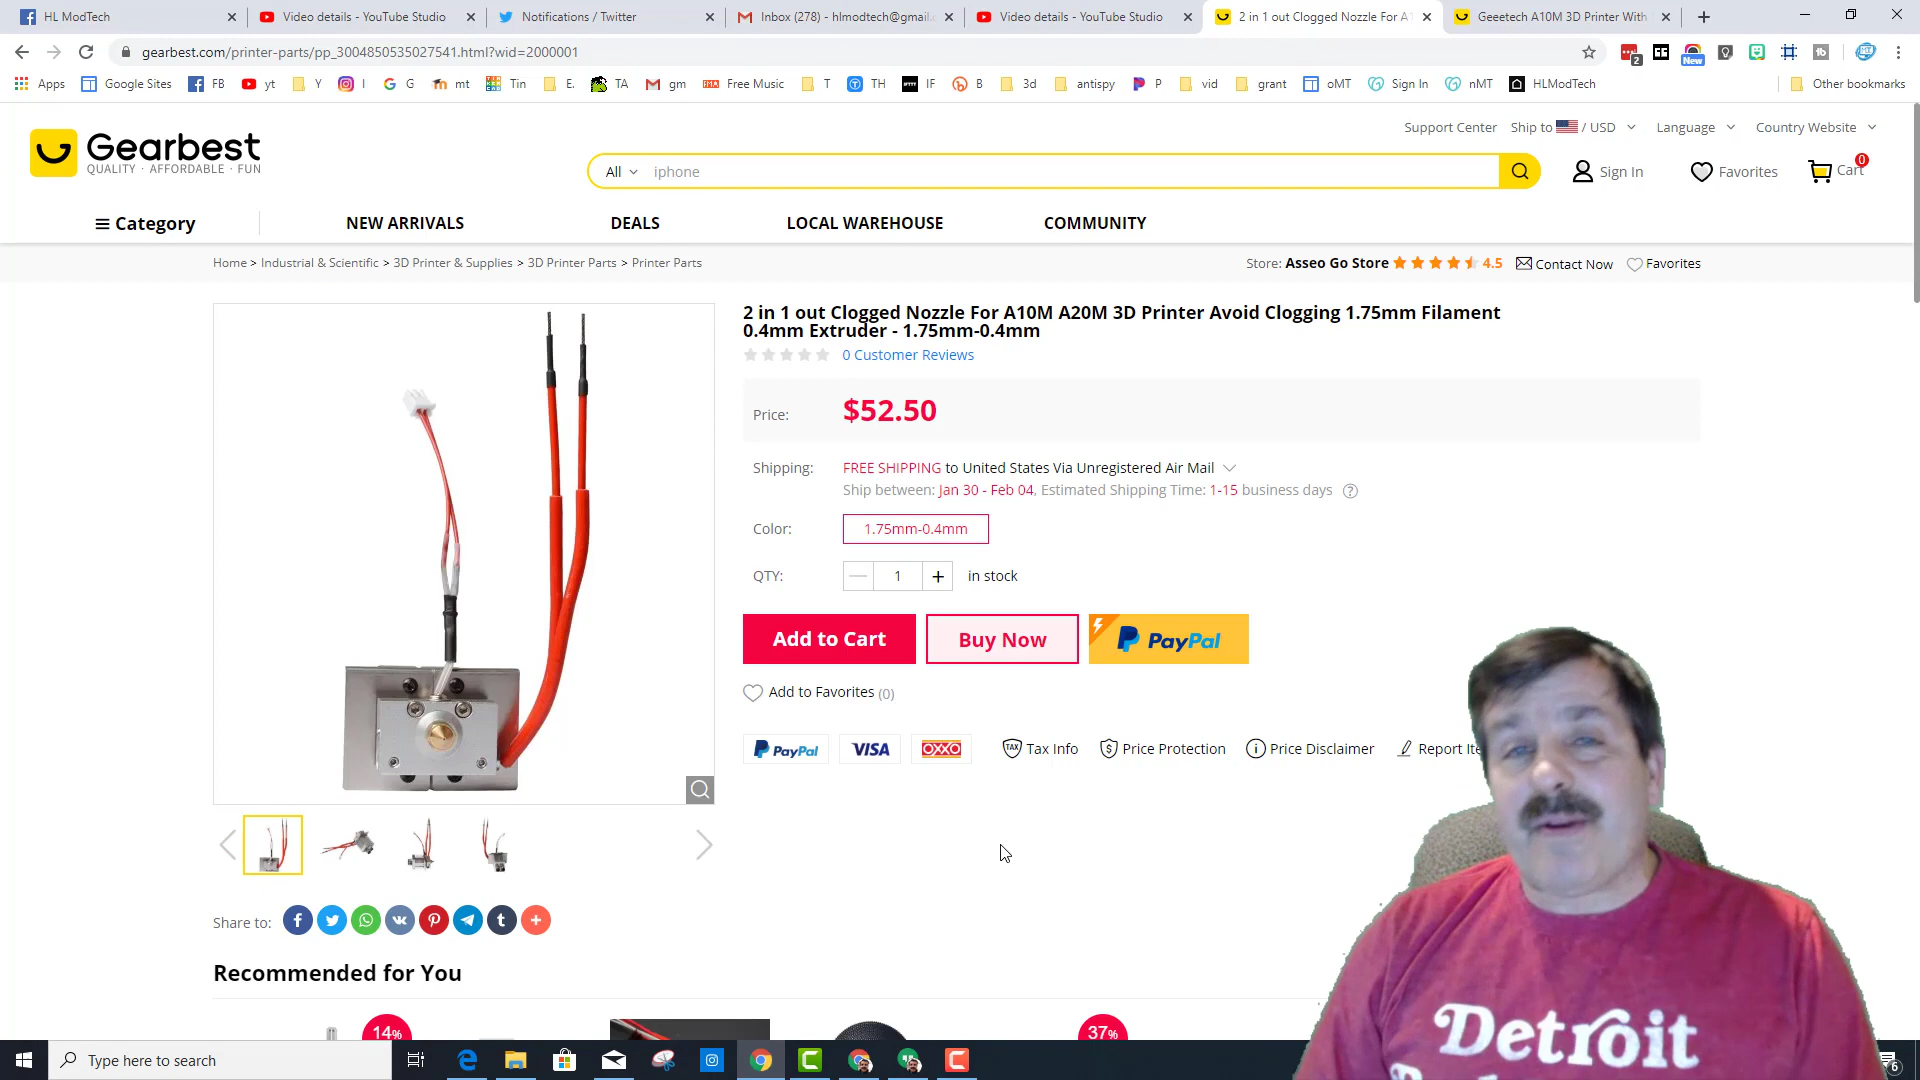 HL ModTech
Video details - YouTube Studio
Notifications / Twitter
Inbox (278) - hlmodtech@gmail.c
Video details - YouTube Studio
2 in 1 out Clogged Nozzle For A1
Geeetech A10M 3D Printer With
gearbest.com/printer-parts/pp_3004850535027541.html?wid=2000001
2
New
Apps
Google Sites
FB
yt
Y
I
G
mt
Tin
E.
TA
gm
Free Music
T
TH
IF
B
3d
antispy
P
vid
grant
oMT
Sign In
nMT
HLModTech
Other bookmarks
Support Center
Ship to / USD
Language
Country Website
Gearbest
QUALITY · AFFORDABLE · FUN
All
iphone
Sign In
Favorites
Cart
0
Category
NEW ARRIVALS
DEALS
LOCAL WAREHOUSE
COMMUNITY
Home > Industrial & Scientific > 3D Printer & Supplies > 3D Printer Parts > Printer Parts
Store: Asseo Go Store 4.5 Contact Now Favorites
2 in 1 out Clogged Nozzle For A10M A20M 3D Printer Avoid Clogging 1.75mm Filament
0.4mm Extruder - 1.75mm-0.4mm
0 Customer Reviews
Price: $52.50
Shipping: FREE SHIPPING to United States Via Unregistered Air Mail
Ship between: Jan 30 - Feb 04, Estimated Shipping Time: 1-15 business days ?
Color: 1.75mm-0.4mm
QTY: — 1 + in stock
Add to Cart
Buy Now
PayPal
Add to Favorites (0)
PayPal
VISA
OXXO
TAX Tax Info
Price Protection
Price Disclaimer
Report Ite
Share to:
Recommended for You
14%
37%
Detroit
Type here to search
6